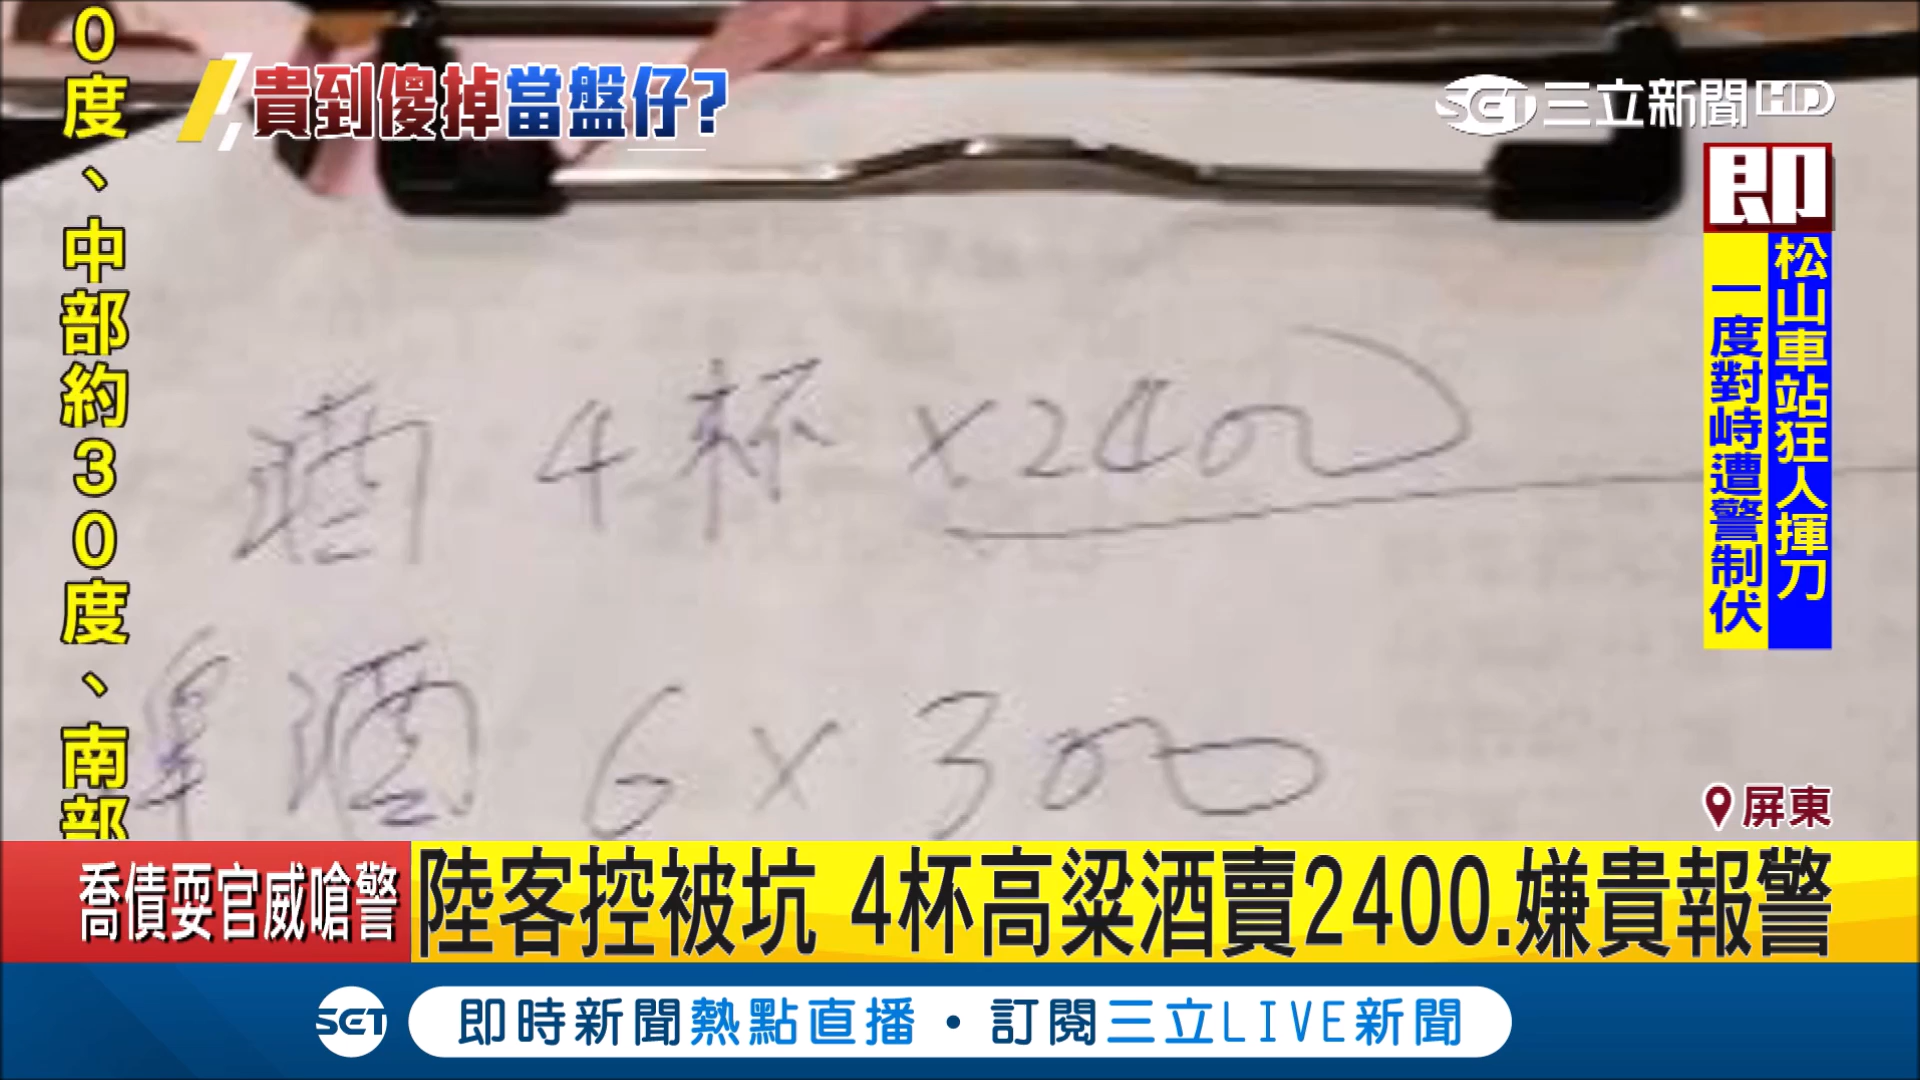 貴到傻掉當盤仔?
SET三立新聞HD
即
松山車站狂人揮刀
一度對峙遭警制伏
0度、中部約30度、南部
酒 4杯 x2400
單酒 6 x 300
屏東
喬債耍官威嗆警
陸客控被坑 4杯高粱酒賣2400.嫌貴報警
SET 即時新聞熱點直播・訂閱三立LIVE新聞